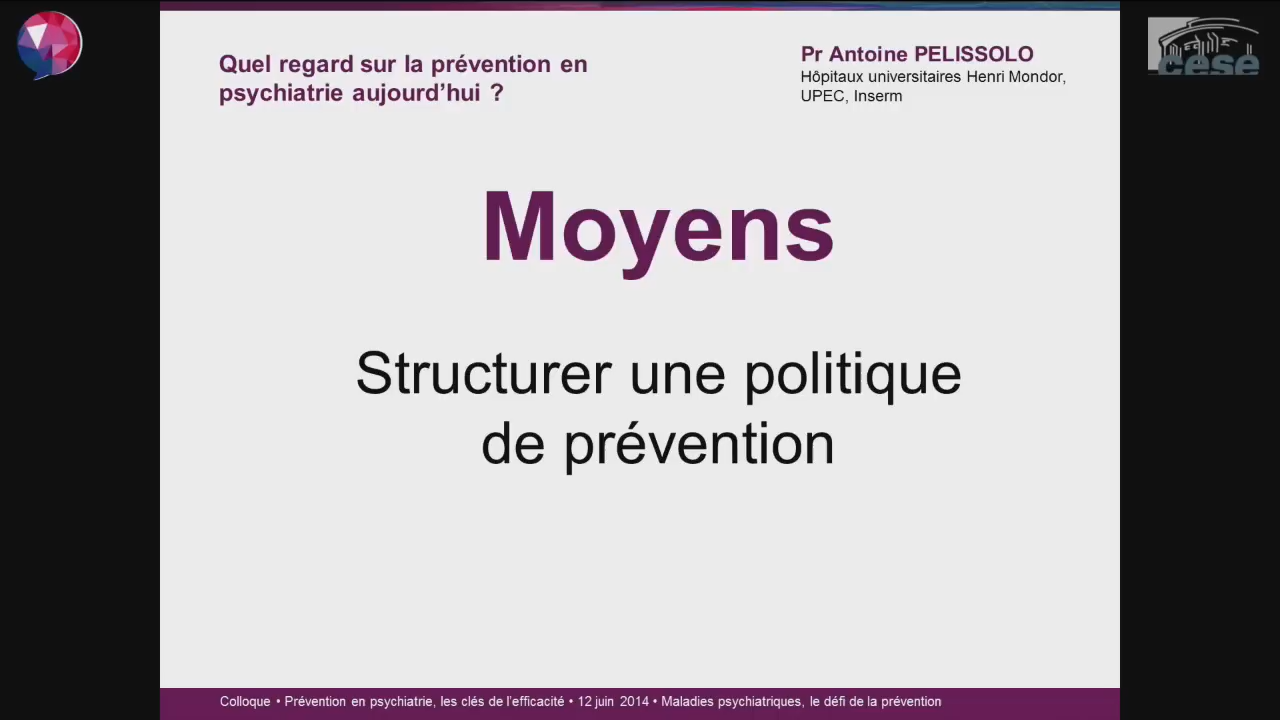 Quel regard sur la prévention en
psychiatrie aujourd’hui ?
Pr Antoine PELISSOLO
Hôpitaux universitaires Henri Mondor,
UPEC, Inserm
cese
Moyens
Structurer une politique
de prévention
Colloque • Prévention en psychiatrie, les clés de l’efficacité • 12 juin 2014 • Maladies psychiatriques, le défi de la prévention